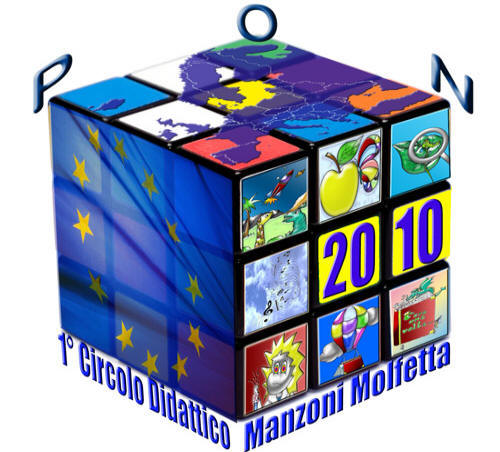 P O N
20 10
1° Circolo Didattico
Manzoni Molfetta